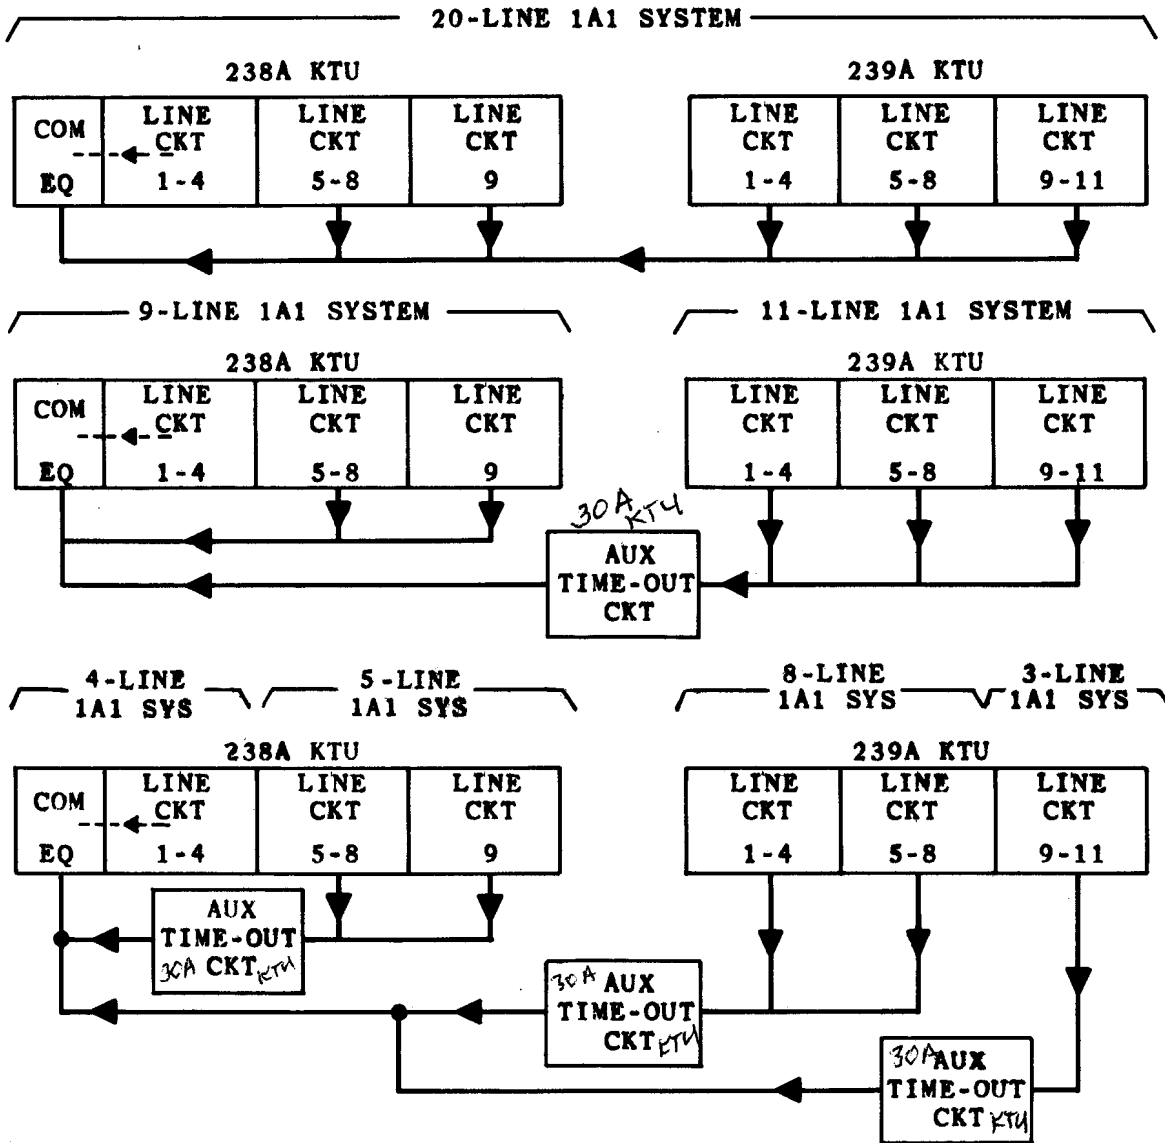 20-LINE 1A1 SYSTEM
238A KTU
239A KTU
COM
EQ
LINE
CKT
1-4
LINE
CKT
5-8
LINE
CKT
9
LINE
CKT
1-4
LINE
CKT
5-8
LINE
CKT
9-11
9-LINE 1A1 SYSTEM
11-LINE 1A1 SYSTEM
238A KTU
239A KTU
COM
EQ
LINE
CKT
1-4
LINE
CKT
5-8
LINE
CKT
9
LINE
CKT
1-4
LINE
CKT
5-8
LINE
CKT
9-11
30A KTU
AUX
TIME-OUT
CKT
4-LINE
1A1 SYS
5-LINE
1A1 SYS
8-LINE
1A1 SYS
3-LINE
1A1 SYS
238A KTU
239A KTU
COM
EQ
LINE
CKT
1-4
LINE
CKT
5-8
LINE
CKT
9
LINE
CKT
1-4
LINE
CKT
5-8
LINE
CKT
9-11
AUX
TIME-OUT
30A CKT KTU
30A AUX
TIME-OUT
CKT KTU
30A AUX
TIME-OUT
CKT KTU